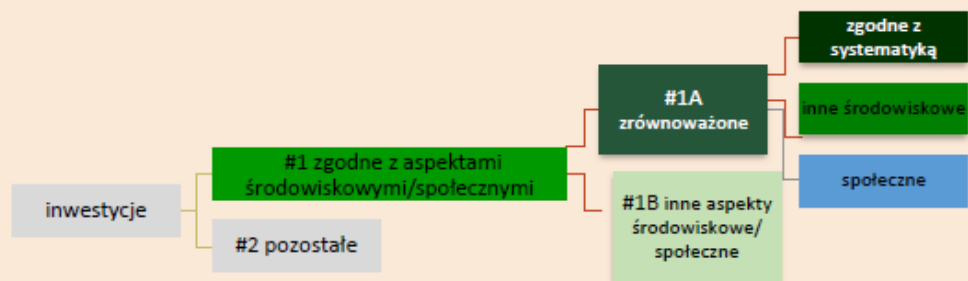 inwestycje
#1 zgodne z aspektami
środowiskowymi/społecznymi
#2 pozostałe
#1A
zrównoważone
#1B inne aspekty
środowiskowe/
społeczne
zgodne z
systematyką
inne środowiskowe
społeczne